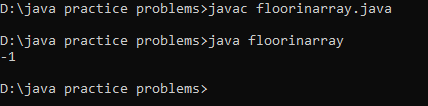 D:\java practice problems>javac floorinarray.java
D:\java practice problems>java floorinarray
-1
D:\java practice problems>